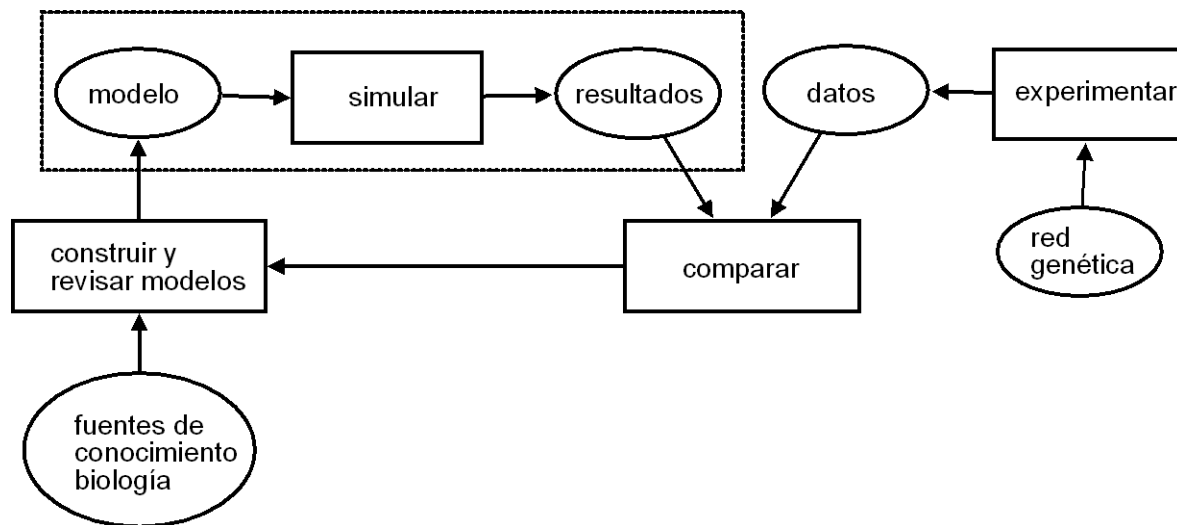 modelo
simular
resultados
datos
experimentar
construir y
revisar modelos
comparar
red
genética
fuentes de
conocimiento
biología